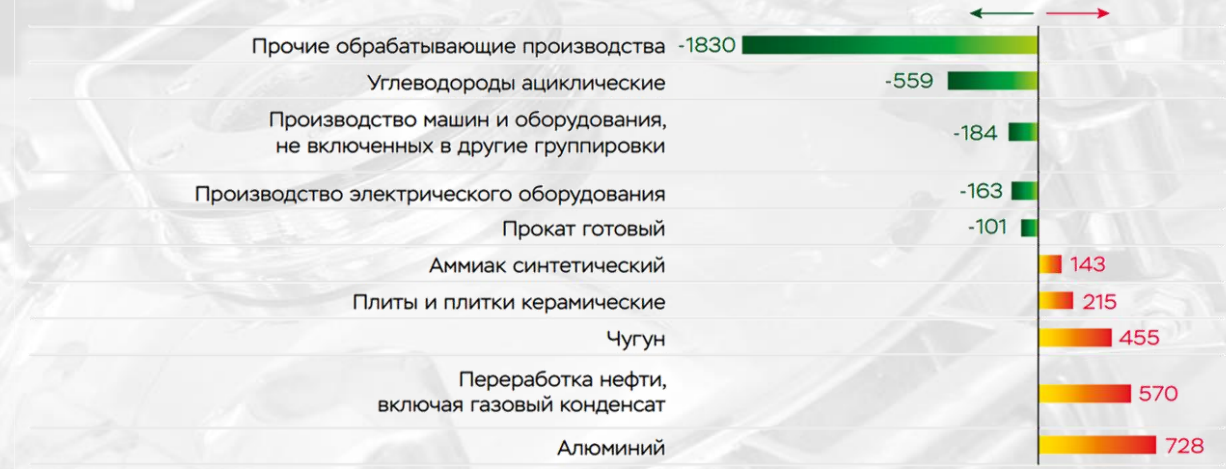 Прочие обрабатывающие производства -1830
Углеводороды ациклические -559
Производство машин и оборудования,
не включенных в другие группировки -184
Производство электрического оборудования -163
Прокат готовый -101
Аммиак синтетический 143
Плиты и плитки керамические 215
Чугун 455
Переработка нефти,
включая газовый конденсат 570
Алюминий 728